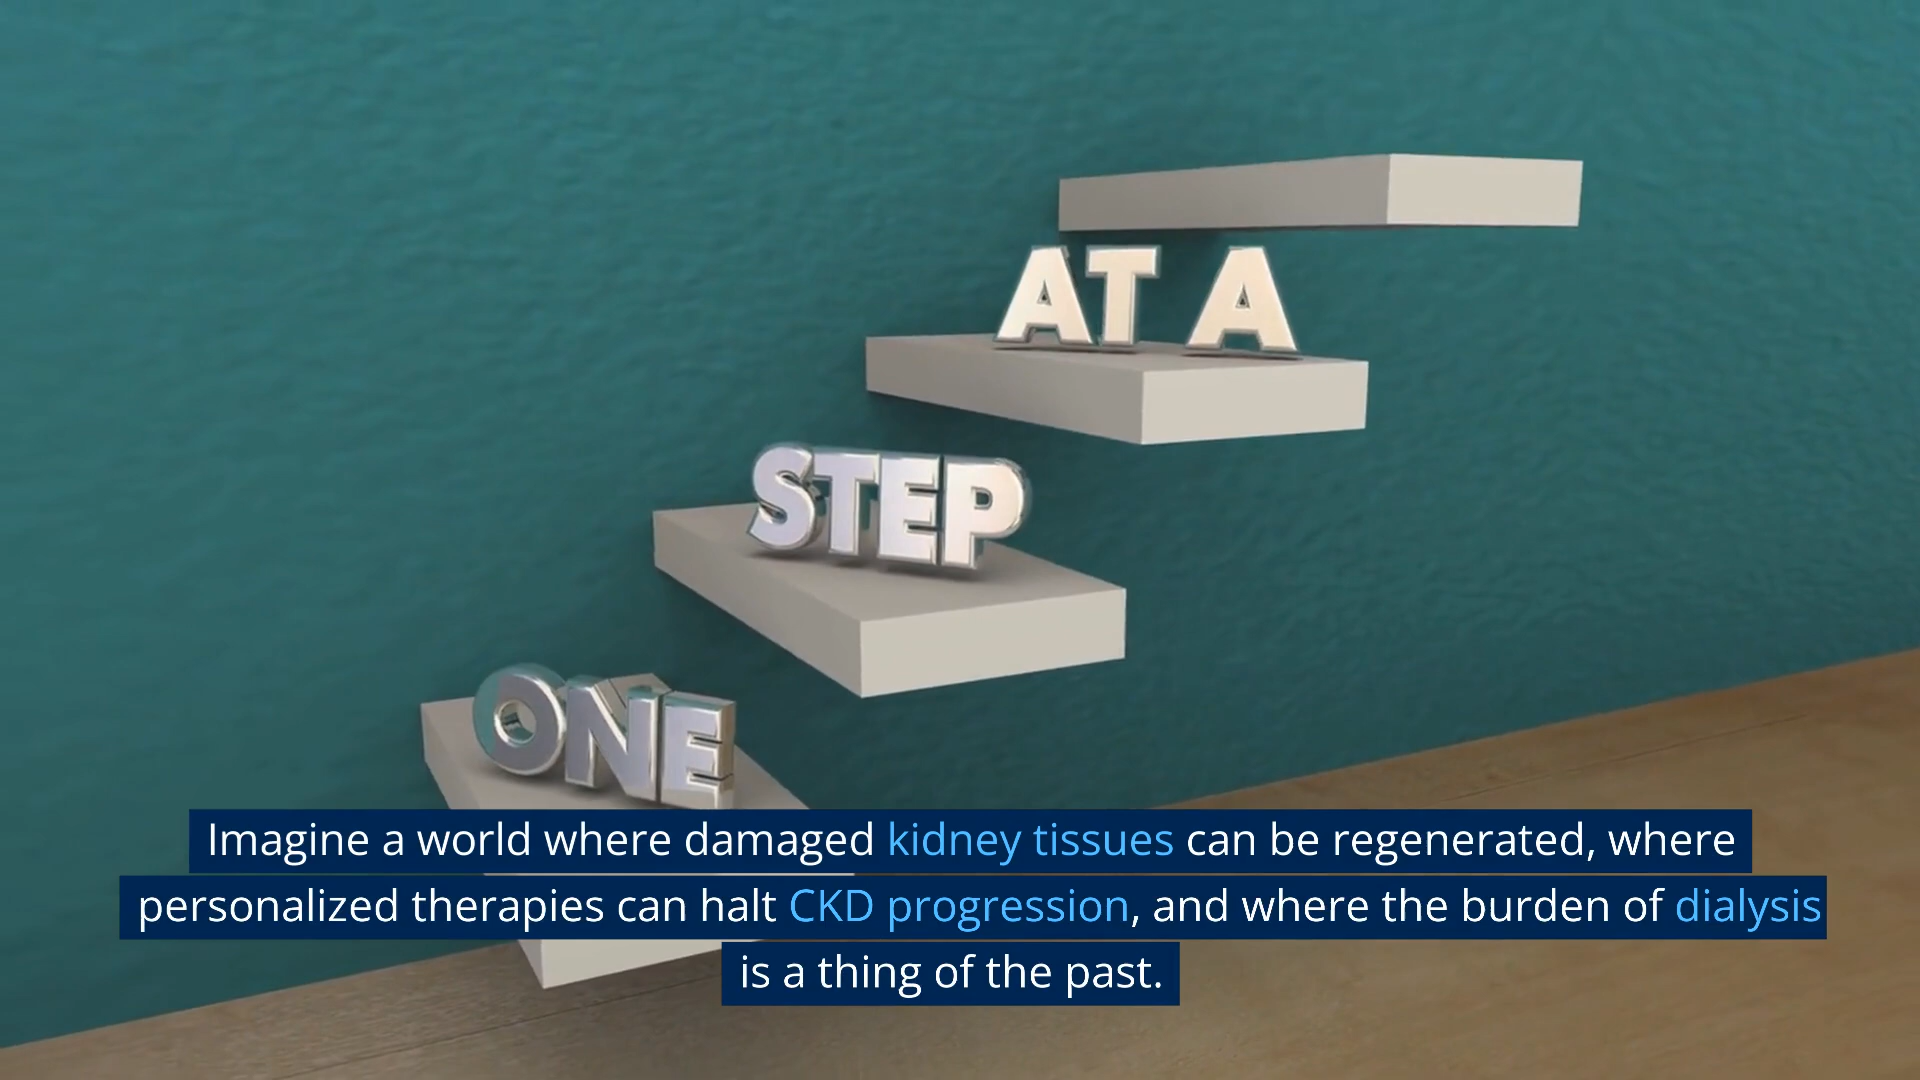 AT A
STEP
ONE
Imagine a world where damaged kidney tissues can be regenerated, where
personalized therapies can halt CKD progression, and where the burden of dialysis
is a thing of the past.